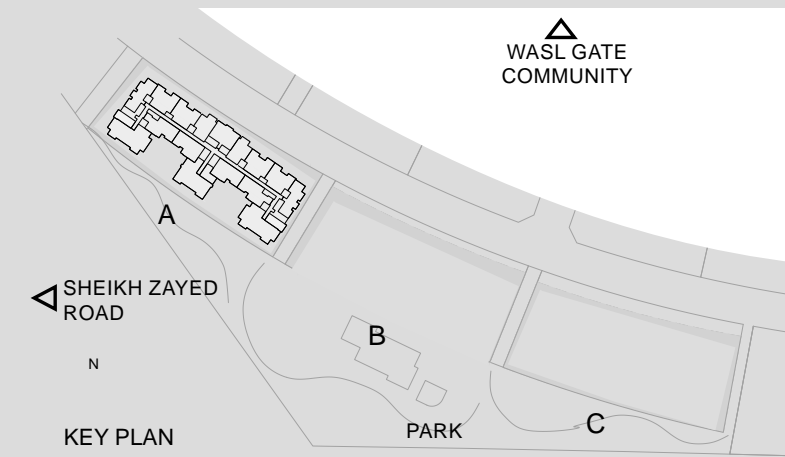 WASL GATE
COMMUNITY
A
SHEIKH ZAYED
ROAD
B
N
C
PARK
KEY PLAN